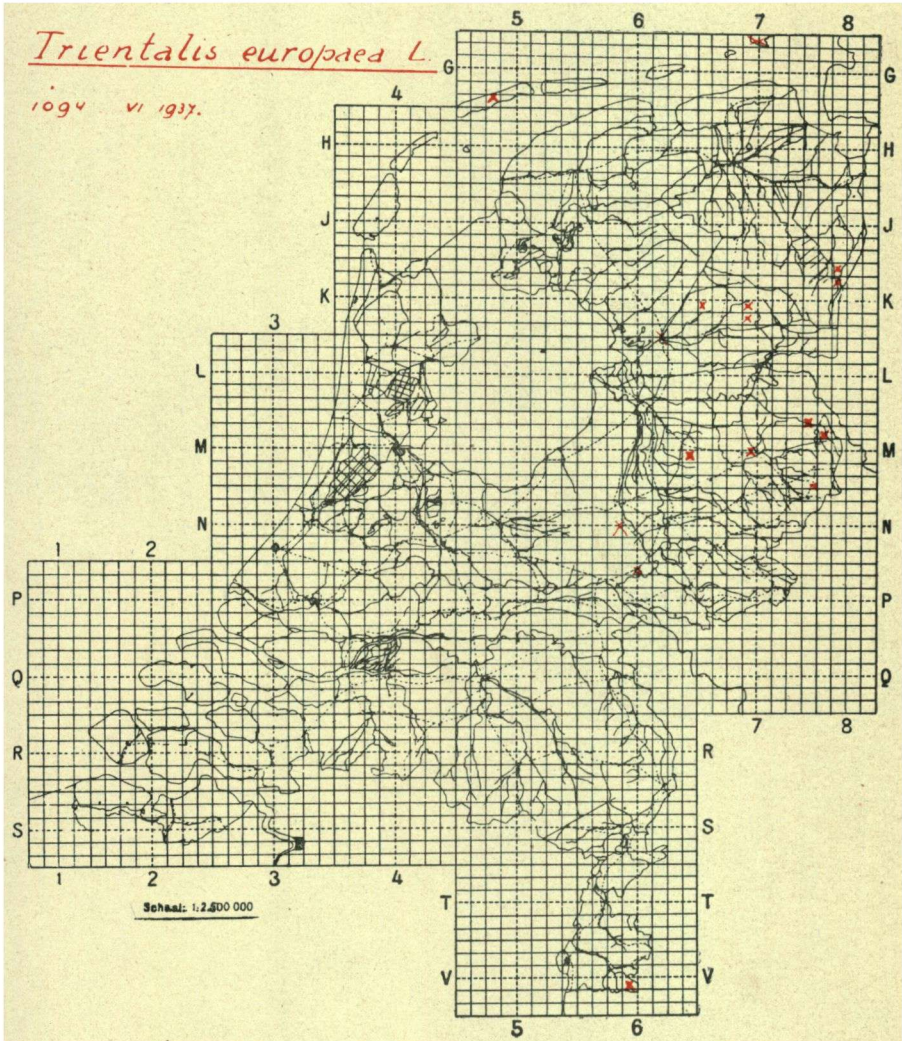 Trientalis europaea L.
1094 VI 1937.
5 6 7 8
G G
4
H H
J J
K K
3
L L
M M
N N
1 2
P P
Q Q
7 8
R R
S S
1 2 3 4
Schaal: 1:2.500 000
T T
V V
5 6